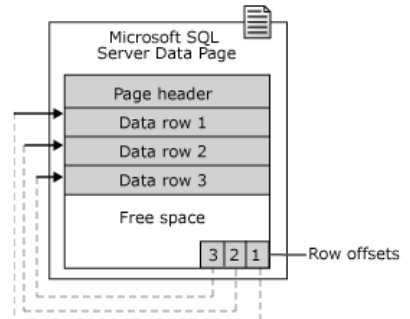 Microsoft SQL
Server Data Page
Page header
Data row 1
Data row 2
Data row 3
Free space
3 2 1
Row offsets